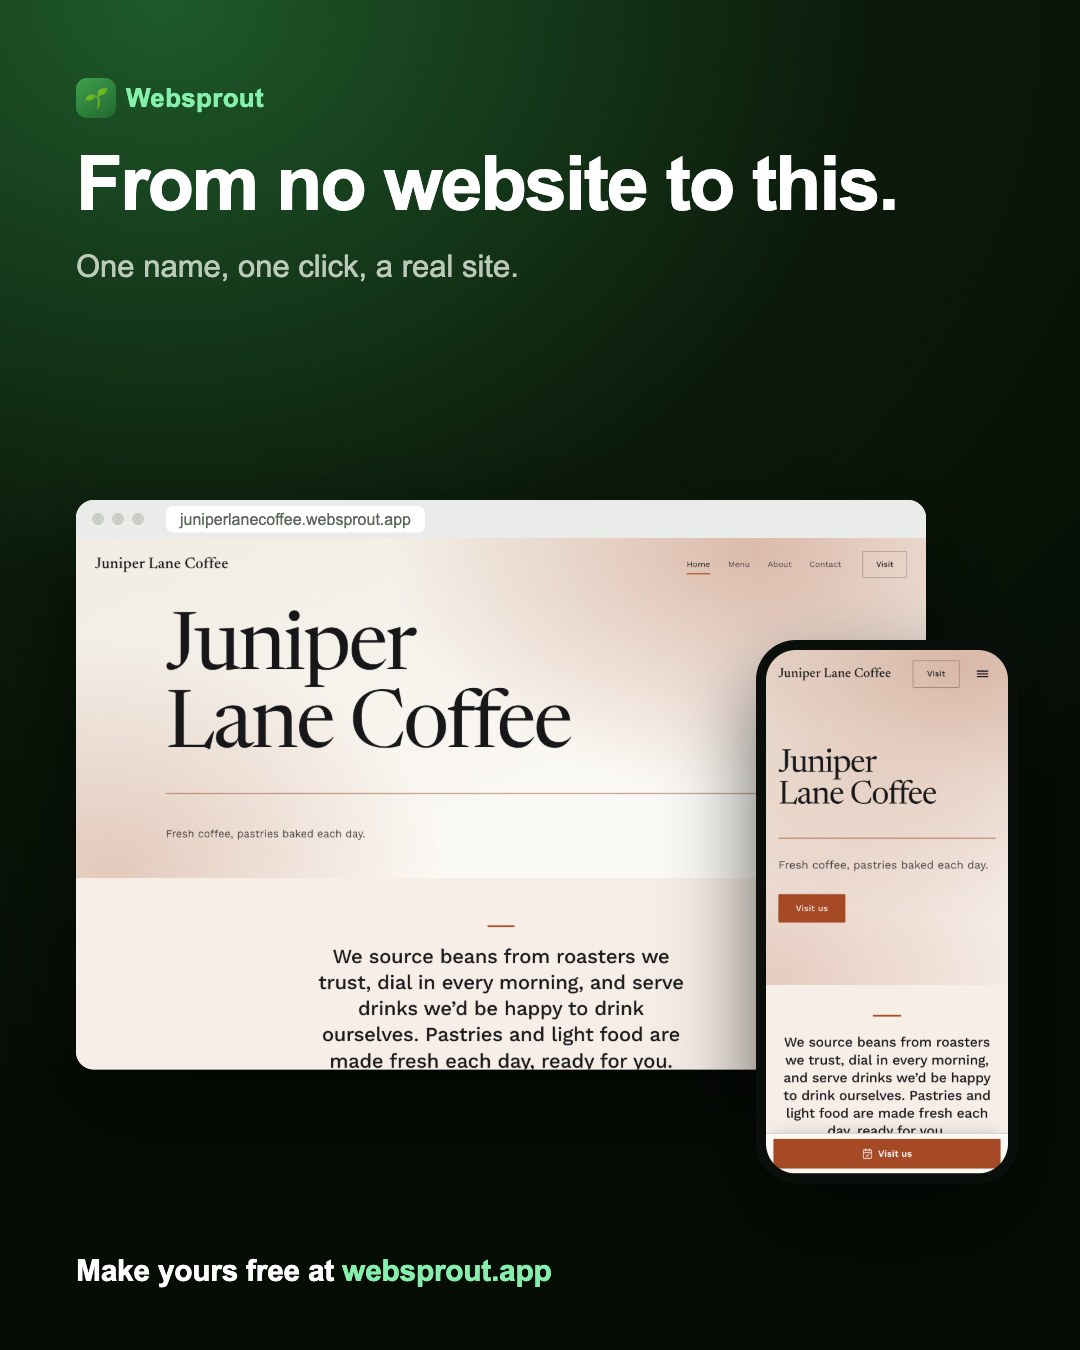 Websprout
From no website to this.
One name, one click, a real site.
juniperlanecoffee.websprout.app
Juniper Lane Coffee
Home Menu About Contact Visit
Juniper
Lane Coffee
Fresh coffee, pastries baked each day.
We source beans from roasters we
trust, dial in every morning, and serve
drinks we’d be happy to drink
ourselves. Pastries and light food are
made fresh each day, ready for you.
Juniper Lane Coffee Visit
Juniper
Lane Coffee
Fresh coffee, pastries baked each day.
Visit us
We source beans from roasters
we trust, dial in every morning,
and serve drinks we’d be happy
to drink ourselves. Pastries and
light food are made fresh each
day, ready for you.
Visit us
Make yours free at websprout.app